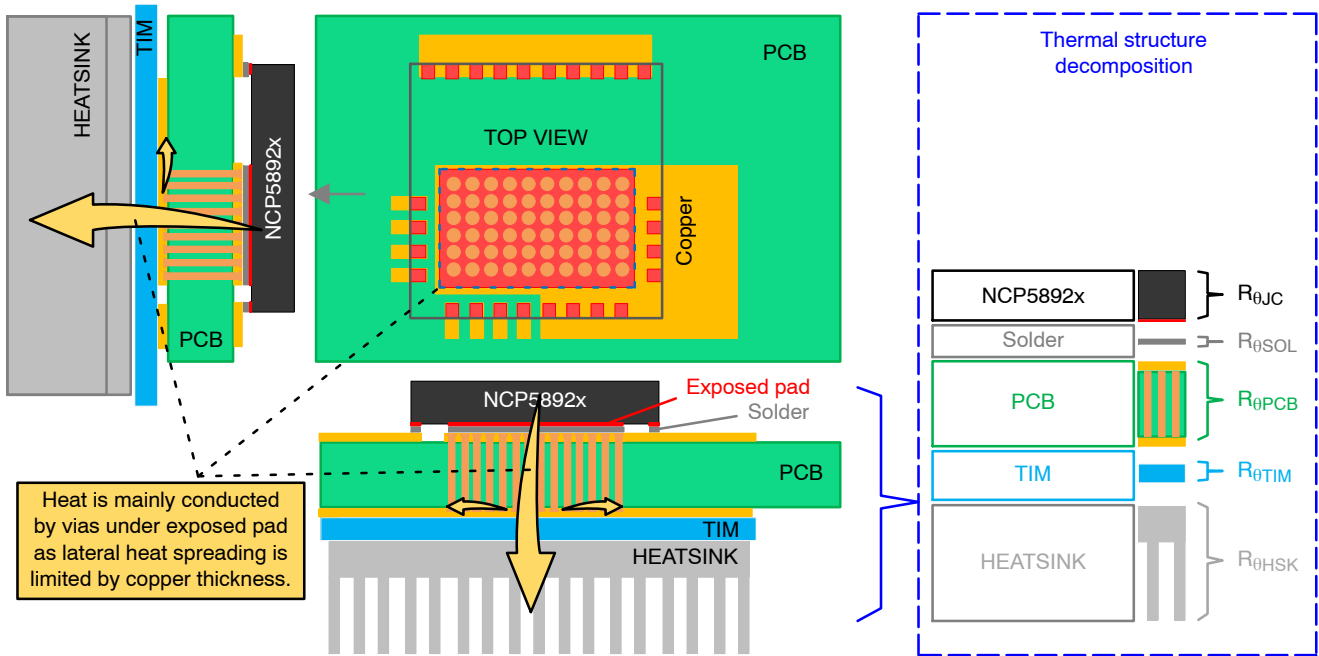 HEATSINK
TIM
PCB
NCP5892x
PCB
TOP VIEW
Copper
NCP5892x
Exposed pad
Solder
PCB
TIM
HEATSINK
Heat is mainly conducted
by vias under exposed pad
as lateral heat spreading is
limited by copper thickness.
Thermal structure
decomposition
NCP5892x
RθJC
Solder
RθSOL
PCB
RθPCB
TIM
RθTIM
HEATSINK
RθHSK